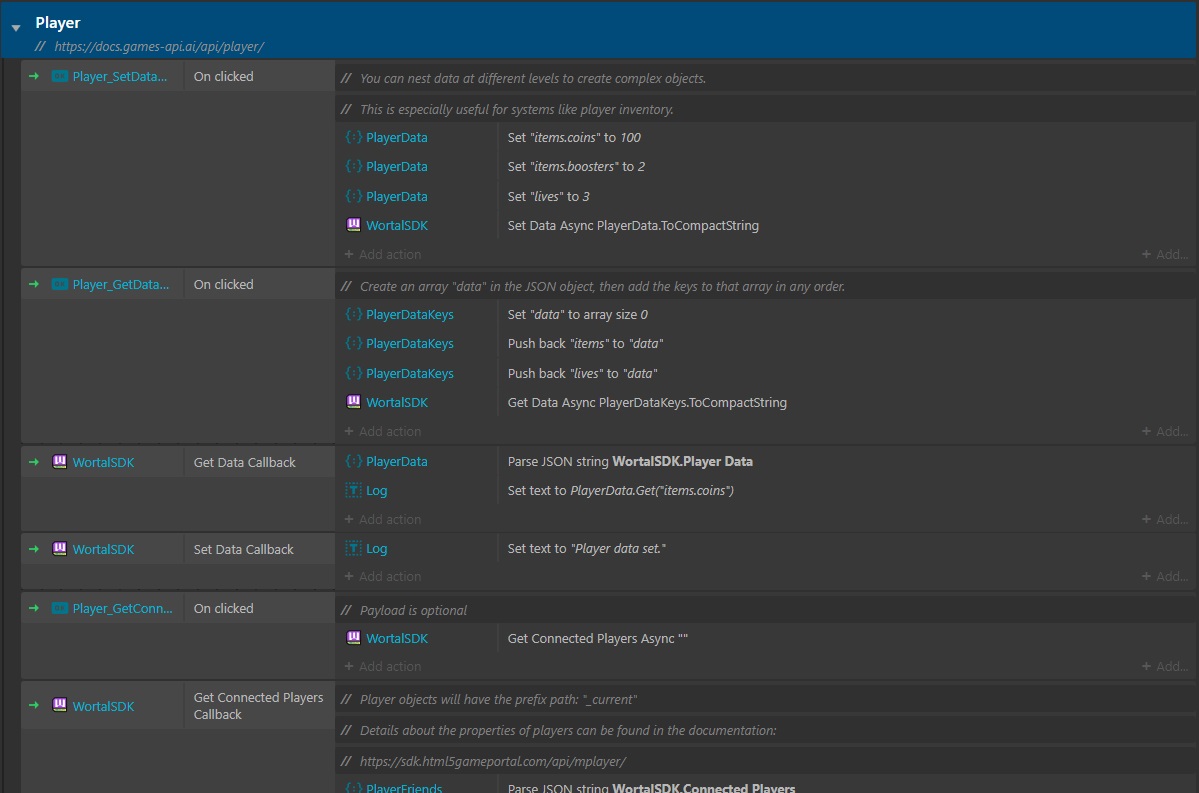 Player
// https://docs.games-api.ai/api/player/
Player_SetData... On clicked
// You can nest data at different levels to create complex objects.
// This is especially useful for systems like player inventory.
PlayerData Set "items.coins" to 100
PlayerData Set "items.boosters" to 2
PlayerData Set "lives" to 3
WortalSDK Set Data Async PlayerData.ToCompactString
+ Add action + Add...
Player_GetData... On clicked
// Create an array "data" in the JSON object, then add the keys to that array in any order.
PlayerDataKeys Set "data" to array size 0
PlayerDataKeys Push back "items" to "data"
PlayerDataKeys Push back "lives" to "data"
WortalSDK Get Data Async PlayerDataKeys.ToCompactString
+ Add action + Add...
WortalSDK Get Data Callback PlayerData Parse JSON string WortalSDK.Player Data
Log Set text to PlayerData.Get("items.coins")
+ Add action + Add...
WortalSDK Set Data Callback Log Set text to "Player data set."
+ Add action + Add...
Player_GetConn... On clicked // Payload is optional
WortalSDK Get Connected Players Async ""
+ Add action + Add...
WortalSDK Get Connected Players
Callback
// Player objects will have the prefix path: "_current"
// Details about the properties of players can be found in the documentation:
// https://sdk.html5gameportal.com/api/mplayer/
PlayerFriends Parse JSON string WortalSDK.Connected Players